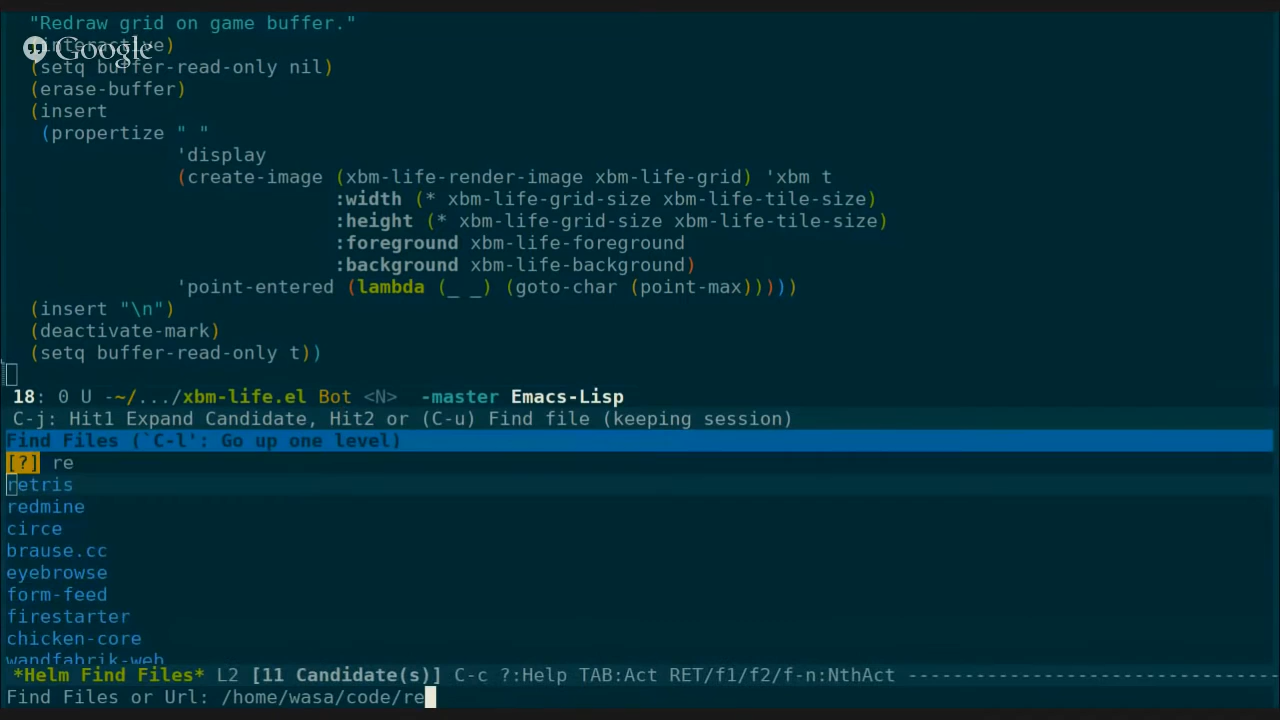 "Redraw grid on game buffer."
(interactive)
Google
(setq buffer-read-only nil)
(erase-buffer)
(insert
(propertize " "
'display
(create-image (xbm-life-render-image xbm-life-grid) 'xbm t
:width (* xbm-life-grid-size xbm-life-tile-size)
:height (* xbm-life-grid-size xbm-life-tile-size)
:foreground xbm-life-foreground
:background xbm-life-background)
'point-entered (lambda (_ _) (goto-char (point-max)))))
(insert "\n")
(deactivate-mark)
(setq buffer-read-only t))
18: 0 U -~/.../xbm-life.el Bot <N> -master Emacs-Lisp
C-j: Hit1 Expand Candidate, Hit2 or (C-u) Find file (keeping session)
Find Files (`C-l': Go up one level)
[?] re
retris
redmine
circe
brause.cc
eyebrowse
form-feed
firestarter
chicken-core
wandfabrik-web
*Helm Find Files* L2 [11 Candidate(s)] C-c ?:Help TAB:Act RET/f1/f2/f-n:NthAct ---------------------------------
Find Files or Url: /home/wasa/code/re